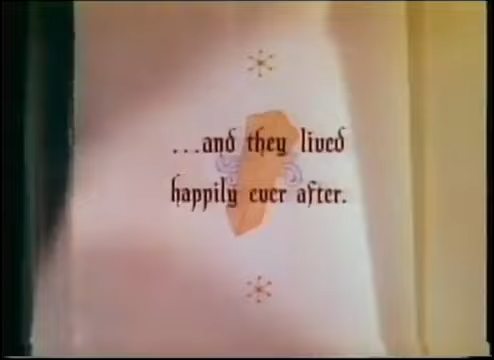 ...and they lived
happily ever after.